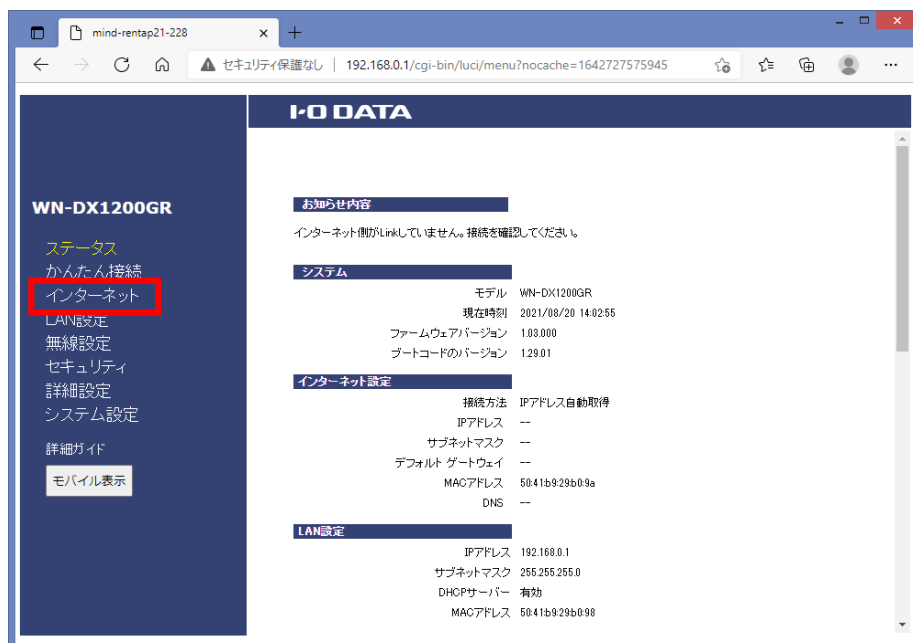 mind-rentap21-228
セキュリティ保護なし | 192.168.0.1/cgi-bin/luci/menu?nocache=1642727575945
I-O DATA
WN-DX1200GR
ステータス
かんたん接続
インターネット
LAN設定
無線設定
セキュリティ
詳細設定
システム設定
詳細ガイド
モバイル表示
お知らせ内容
インターネット側がLinkしていません。接続を確認してください。
システム
モデル WN-DX1200GR
現在時刻 2021/08/20 14:02:55
ファームウェアバージョン 1.03.000
ブートコードのバージョン 1.29.01
インターネット設定
接続方法 IPアドレス自動取得
IPアドレス --
サブネットマスク --
デフォルト ゲートウェイ --
MACアドレス 50:41:b9:29:b0:9a
DNS --
LAN設定
IPアドレス 192.168.0.1
サブネットマスク 255.255.255.0
DHCPサーバー 有効
MACアドレス 50:41:b9:29:b0:98